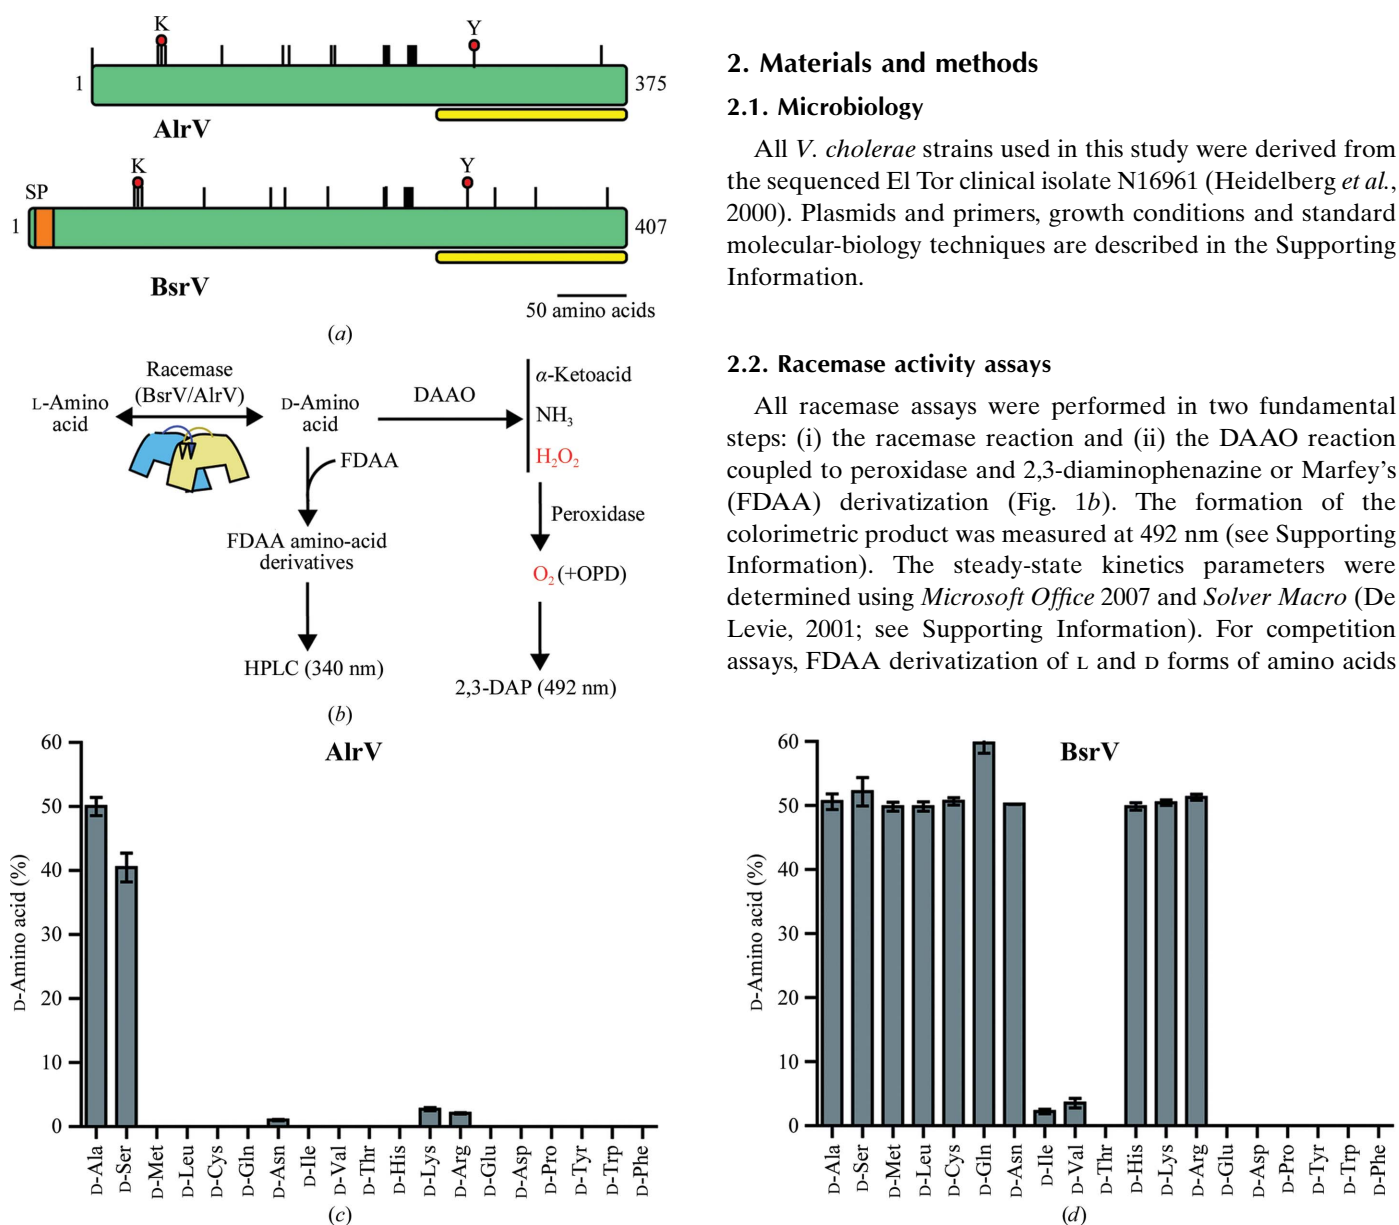 K
Y
1
375
AlrV
K
Y
SP
1
407
BsrV
50 amino acids
(a)
Racemase
(BsrV/AlrV)
L-Amino
acid
D-Amino
acid
DAAO
α-Ketoacid
NH₃
H₂O₂
FDAA
Peroxidase
FDAA amino-acid
derivatives
O₂ (+OPD)
HPLC (340 nm)
2,3-DAP (492 nm)
(b)
2. Materials and methods
2.1. Microbiology
All V. cholerae strains used in this study were derived from
the sequenced El Tor clinical isolate N16961 (Heidelberg et al.,
2000). Plasmids and primers, growth conditions and standard
molecular-biology techniques are described in the Supporting
Information.
2.2. Racemase activity assays
All racemase assays were performed in two fundamental
steps: (i) the racemase reaction and (ii) the DAAO reaction
coupled to peroxidase and 2,3-diaminophenazine or Marfey's
(FDAA) derivatization (Fig. 1b). The formation of the
colorimetric product was measured at 492 nm (see Supporting
Information). The steady-state kinetics parameters were
determined using Microsoft Office 2007 and Solver Macro (De
Levie, 2001; see Supporting Information). For competition
assays, FDAA derivatization of L and D forms of amino acids
AlrV
D-Amino acid (%)
60
50
40
30
20
10
0
D-Ala
D-Ser
D-Met
D-Leu
D-Cys
D-Gln
D-Asn
D-Ile
D-Val
D-Thr
D-His
D-Lys
D-Arg
D-Glu
D-Asp
D-Pro
D-Tyr
D-Trp
D-Phe
(c)
BsrV
D-Amino acid (%)
60
50
40
30
20
10
0
D-Ala
D-Ser
D-Met
D-Leu
D-Cys
D-Gln
D-Asn
D-Ile
D-Val
D-Thr
D-His
D-Lys
D-Arg
D-Glu
D-Asp
D-Pro
D-Tyr
D-Trp
D-Phe
(d)